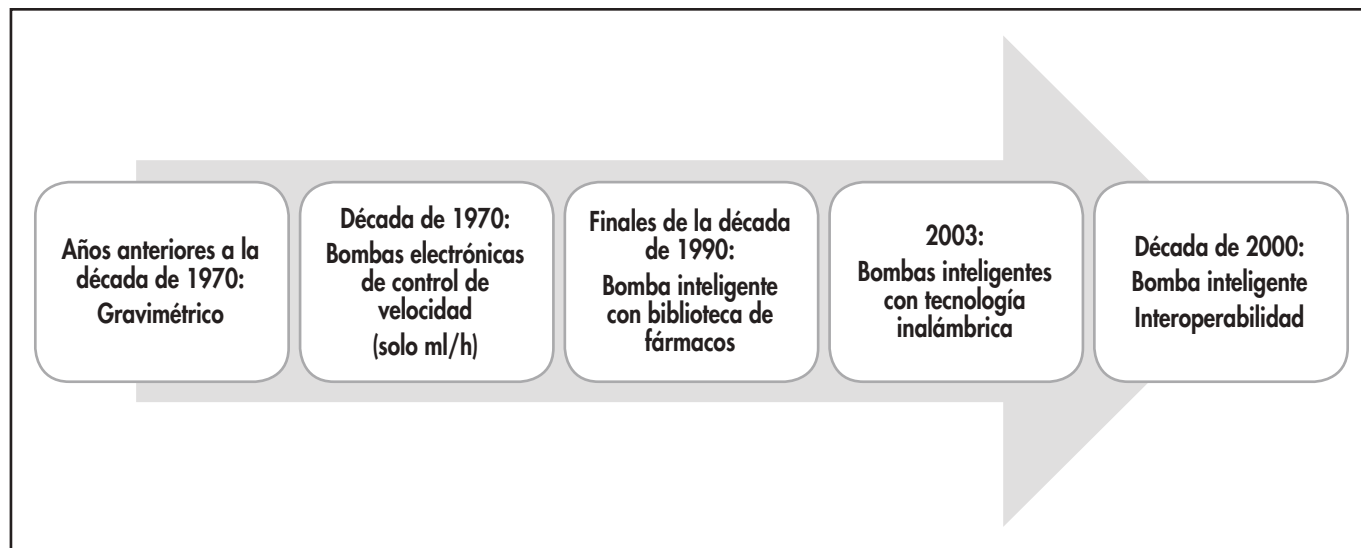 Años anteriores a la
década de 1970:
Gravimétrico
Década de 1970:
Bombas electrónicas
de control de
velocidad
(solo ml/h)
Finales de la década
de 1990:
Bomba inteligente
con biblioteca de
fármacos
2003:
Bombas inteligentes
con tecnología
inalámbrica
Década de 2000:
Bomba inteligente
Interoperabilidad